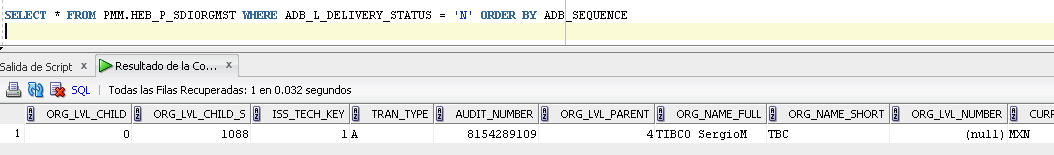 SELECT * FROM PMM.HEB_P_SDIORGMST WHERE ADB_L_DELIVERY_STATUS = 'N' ORDER BY ADB_SEQUENCE
Salida de Script x Resultado de la Co... x
SQL | Todas las Filas Recuperadas: 1 en 0.032 segundos
ORG_LVL_CHILD ORG_LVL_CHILD_S ISS_TECH_KEY TRAN_TYPE AUDIT_NUMBER ORG_LVL_PARENT ORG_NAME_FULL ORG_NAME_SHORT ORG_LVL_NUMBER CURR
1 0 1088 1 A 8154289109 4 TIBCO SergioM TBC (null) MXN